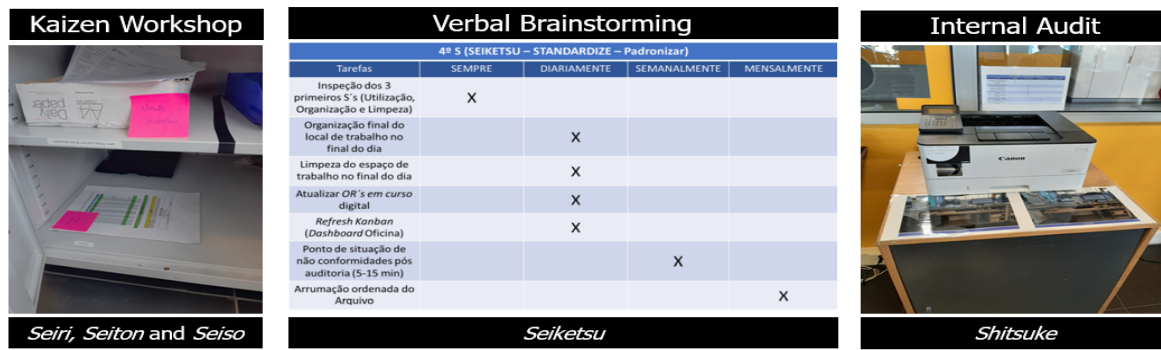 Kaizen Workshop
Daily
paper
A4
Seiri, Seiton and Seiso
Verbal Brainstorming
4º S (SEIKETSU – STANDARDIZE – Padronizar)
Tarefas SEMPRE DIARIAMENTE SEMANALMENTE MENSALMENTE
Inspeção dos 3
primeiros S´s (Utilização,
Organização e Limpeza)
X
Organização final do
local de trabalho no
final do dia
X
Limpeza do espaço de
trabalho no final do dia
X
Atualizar OR´s em curso
digital
X
Refresh Kanban
(Dashboard Oficina)
X
Ponto de situação de
não conformidades pós
auditoria (5-15 min)
X
Arrumação ordenada do
Arquivo
X
Seiketsu
Internal Audit
Canon
Shitsuke